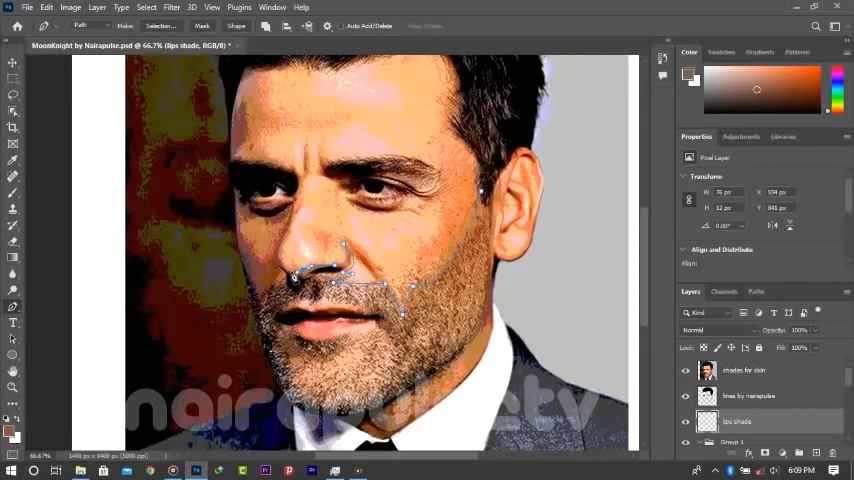 File Edit Image Layer Type Select Filter 3D View Plugins Window Help
Path Make: Selection... Mask Shape Auto Add/Delete
MoonKnight by Nairapulse.psd @ 66.7% (lips shade, RGB/8) *
Color Swatches Gradients Patterns
Properties Adjustments Libraries
Pixel Layer
Transform
W 76 px X 554 px
H 12 px Y 841 px
0.00°
Align and Distribute
Align:
Layers Channels Paths
Kind
Normal Opacity: 100%
Lock: Fill: 100%
shades for skin
lines by nairapulse
lips shade
Group 1
66.67% 1400 px x 1400 px (5000 ppi)
6:09 PM